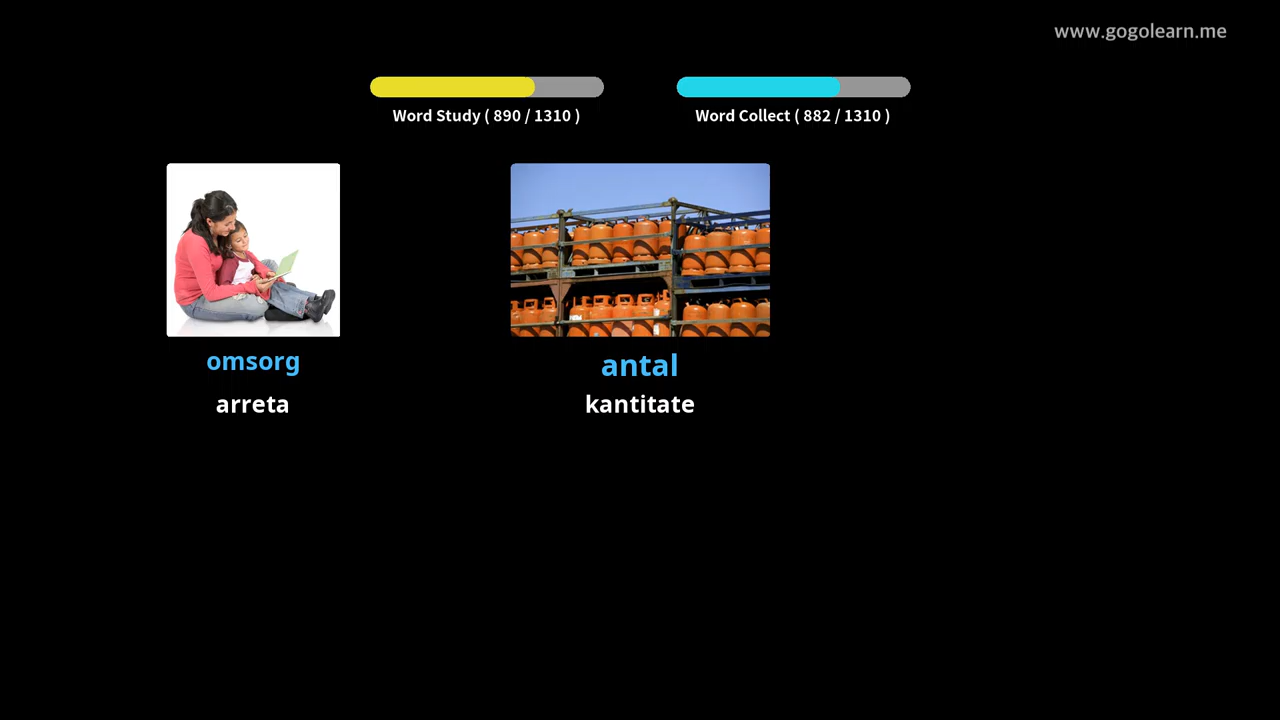 www.gogolearn.me
Word Study ( 890 / 1310 )
Word Collect ( 882 / 1310 )
omsorg
arreta
antal
kantitate